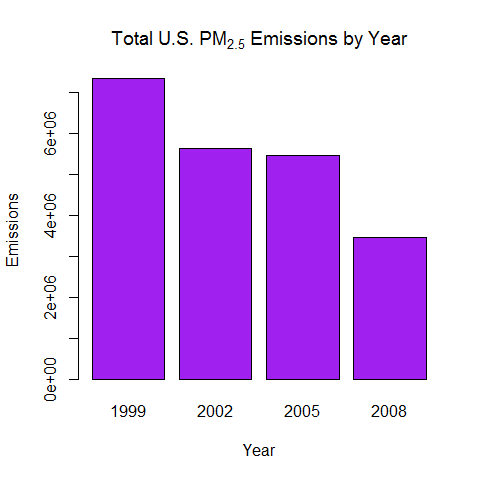 Total U.S. PM2.5 Emissions by Year
Emissions
6e+06
4e+06
2e+06
0e+00
1999 2002 2005 2008
Year